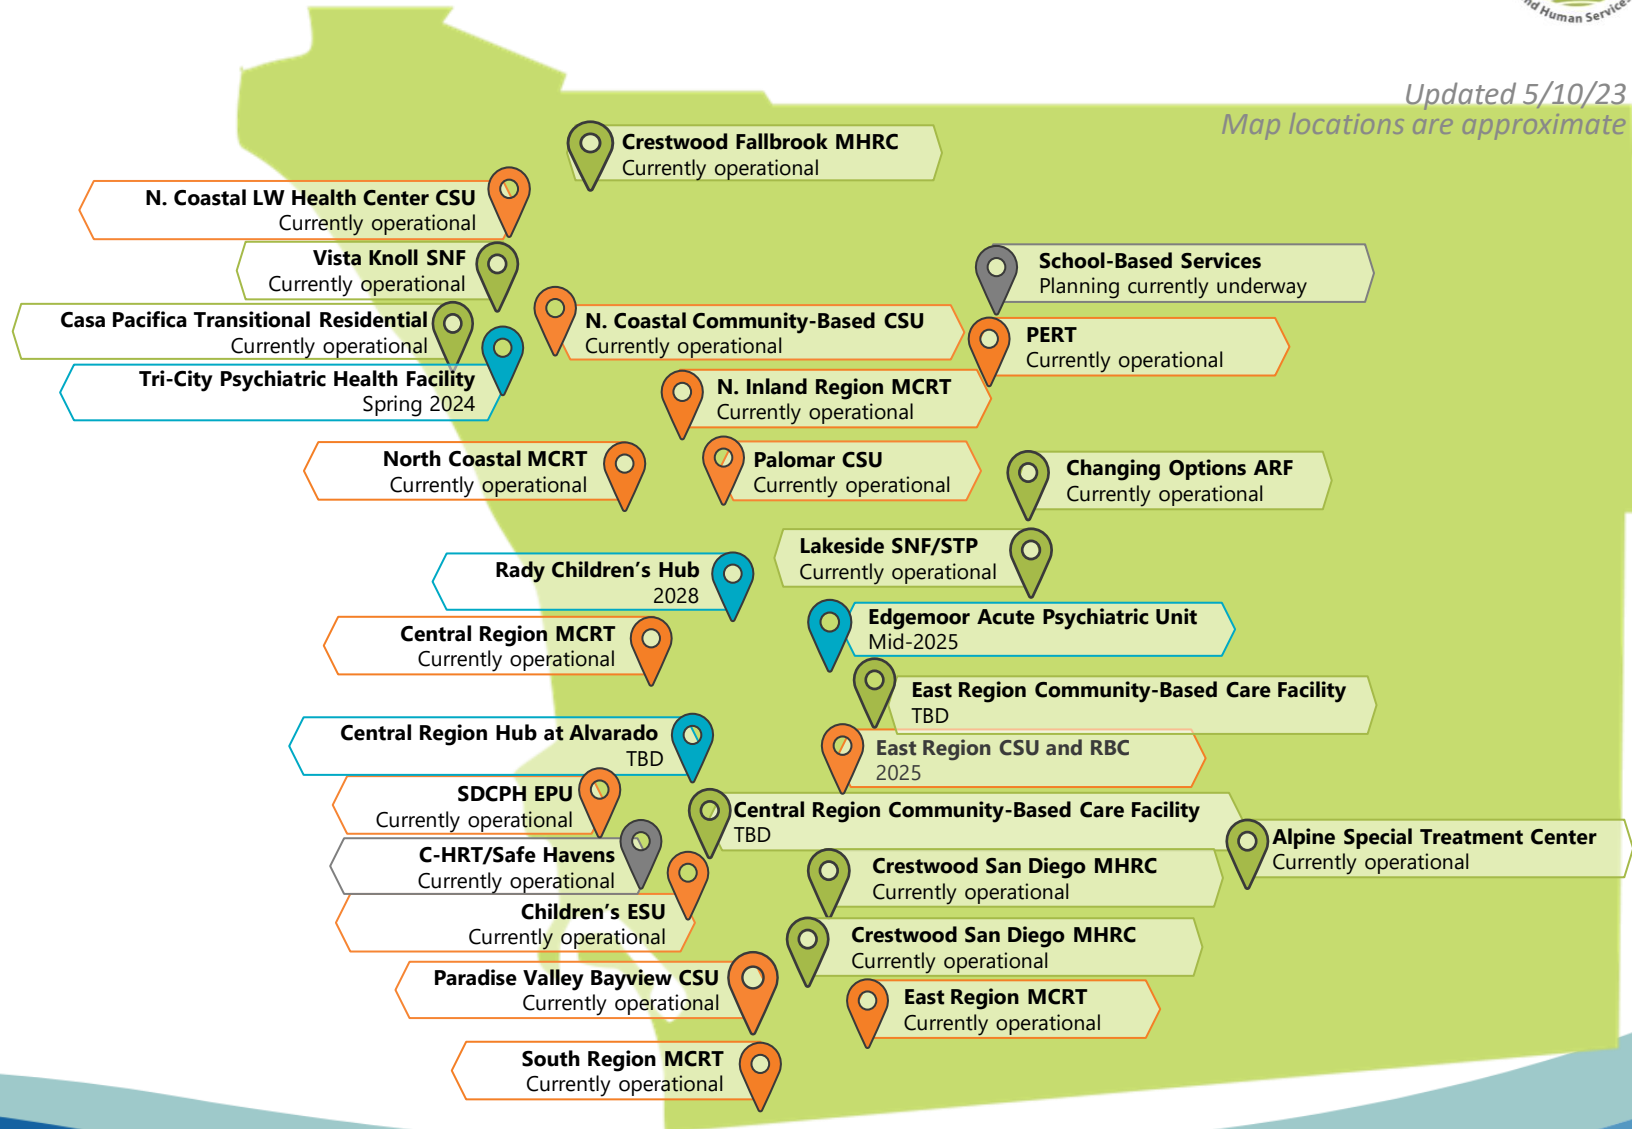 nd Human Services
Updated 5/10/23
Map locations are approximate
Crestwood Fallbrook MHRC
Currently operational
N. Coastal LW Health Center CSU
Currently operational
Vista Knoll SNF
Currently operational
School-Based Services
Planning currently underway
Casa Pacifica Transitional Residential
Currently operational
N. Coastal Community-Based CSU
Currently operational
PERT
Currently operational
Tri-City Psychiatric Health Facility
Spring 2024
N. Inland Region MCRT
Currently operational
North Coastal MCRT
Currently operational
Palomar CSU
Currently operational
Changing Options ARF
Currently operational
Lakeside SNF/STP
Currently operational
Rady Children's Hub
2028
Edgemoor Acute Psychiatric Unit
Mid-2025
Central Region MCRT
Currently operational
East Region Community-Based Care Facility
TBD
Central Region Hub at Alvarado
TBD
East Region CSU and RBC
2025
SDCPH EPU
Currently operational
Central Region Community-Based Care Facility
TBD
Alpine Special Treatment Center
Currently operational
C-HRT/Safe Havens
Currently operational
Crestwood San Diego MHRC
Currently operational
Children's ESU
Currently operational
Crestwood San Diego MHRC
Currently operational
Paradise Valley Bayview CSU
Currently operational
East Region MCRT
Currently operational
South Region MCRT
Currently operational